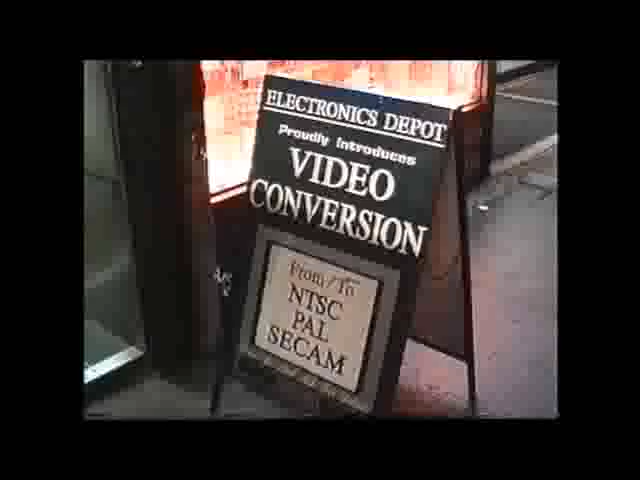 ELECTRONICS DEPOT
Proudly Introduces
VIDEO
CONVERSION
From/To
NTSC
PAL
SECAM